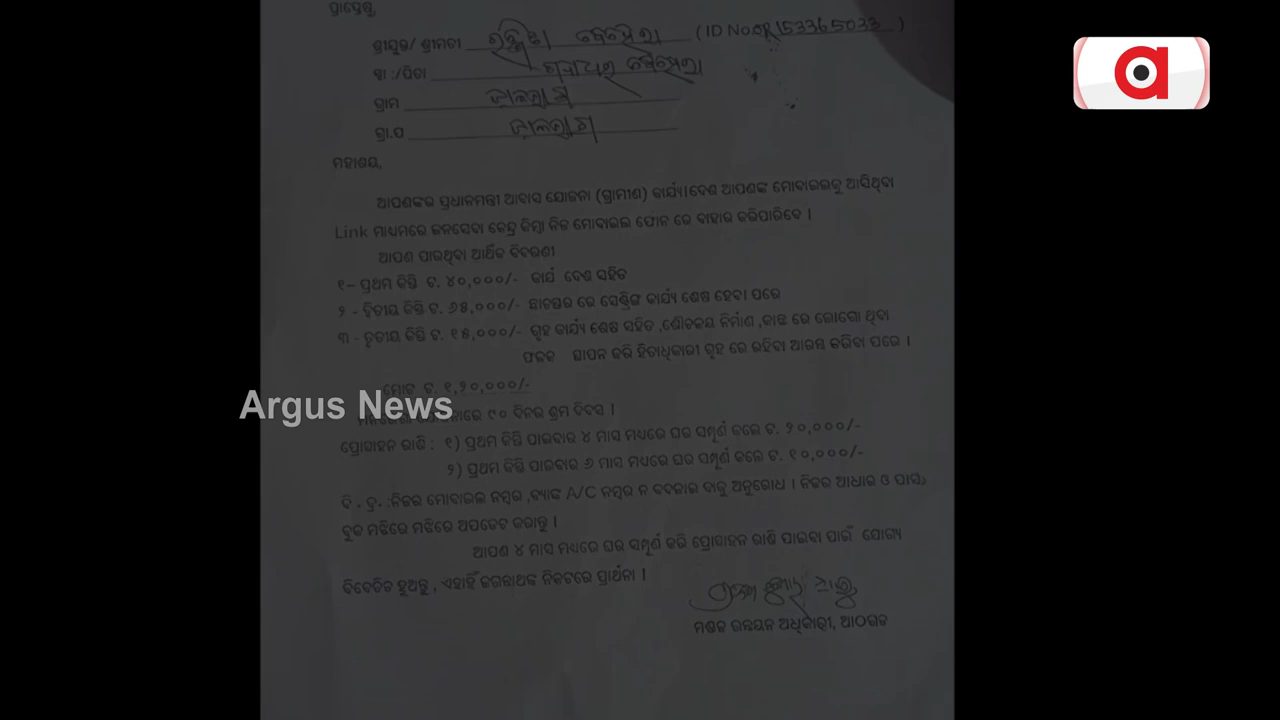 ପ୍ରାପ୍ତେଷୁ,
ଶ୍ରୀଯୁକ୍ତ/ ଶ୍ରୀମତୀ ବେହେରା ( ID No.OR153365033 )
ସ୍ଵା :/ପିତା ବେହେରା
ଗ୍ରାମ
ଗ୍ରା.ପ
ମହାଶୟ,
ଆପଣଙ୍କର ପ୍ରଧାନମନ୍ତ୍ରୀ ଆବାସ ଯୋଜନା (ଗ୍ରାମୀଣ) କାର୍ଯ୍ୟାଦେଶ ଆପଣଙ୍କ ମୋବାଇଲକୁ ଆସିଥିବା
Link ମାଧ୍ୟମରେ ଜନସେବା କେନ୍ଦ୍ର କିମ୍ବା ନିଜ ମୋବାଇଲ ଫୋନ ରେ ବାହାର କରିପାରିବେ ।
ଆପଣ ପାଉଥିବା ଆର୍ଥିକ ବିବରଣୀ
୧– ପ୍ରଥମ କିସ୍ତି ଟ. ୪୦,୦୦୦/- କାର୍ଯ ଦେଶ ସହିତ
୨ - ଦ୍ଵିତୀୟ କିସ୍ତି ଟ. ୬୫,୦୦୦/- ଛାତସ୍ତର ରେ ସେଣ୍ଟ୍ରିଙ୍ଗ କାର୍ଯ୍ୟ ଶେଷ ହେବା ପରେ
୩ - ତୃତୀୟ କିସ୍ତି ଟ. ୧୫,୦୦୦/- ଗୃହ କାର୍ଯ୍ୟ ଶେଷ ସହିତ ,ଶୌଚାଳୟ ନିର୍ମାଣ ,କାନ୍ଥ ରେ ଲୋଗୋ ଥିବା
ଫଳକ ସ୍ଥାପନ କରି ହିତାଧିକାରୀ ଗୃହ ରେ ରହିବା ଆରମ୍ଭ କରିବା ପରେ ।
ମୋଟ ଟ. ୧,୨୦,୦୦୦/-
Argus News
୯୦ ଦିନର ଶ୍ରମ ଦିବସ ।
ପ୍ରୋତ୍ସାହନ ରାଶି : ୧) ପ୍ରଥମ କିସ୍ତି ପାଇବାର ୪ ମାସ ମଧ୍ୟରେ ଘର ସମ୍ପୂର୍ଣ କଲେ ଟ. ୨୦,୦୦୦/-
୨) ପ୍ରଥମ କିସ୍ତି ପାଇବାର ୬ ମାସ ମଧ୍ୟରେ ଘର ସମ୍ପୂର୍ଣ କଲେ ଟ. ୧୦,୦୦୦/-
ବି . ଦ୍ର. :ନିଜର ମୋବାଇଲ ନମ୍ବର ,ବ୍ୟାଙ୍କ A/C ନମ୍ବର ନ ବଦଳାଇ ବାକୁ ଅନୁରୋଧ । ନିଜର ଆଧାର ଓ ପାସ୍
ବୁକ ମଝିରେ ମଝିରେ ଅପଡେଟ କରାନ୍ତୁ ।
ଆପଣ ୪ ମାସ ମଧ୍ୟରେ ଘର ସମ୍ପୂର୍ଣ କରି ପ୍ରୋତ୍ସାହନ ରାଶି ପାଇବା ପାଇଁ ଯୋଗ୍ୟ
ବିବେଚିତ ହୁଅନ୍ତୁ , ଏହାହିଁ ଜଗନ୍ନାଥଙ୍କ ନିକଟରେ ପ୍ରାର୍ଥନା ।
ମଣ୍ଡଳ ଉନ୍ନୟନ ଅଧିକାରୀ, ଆଠଗଡ